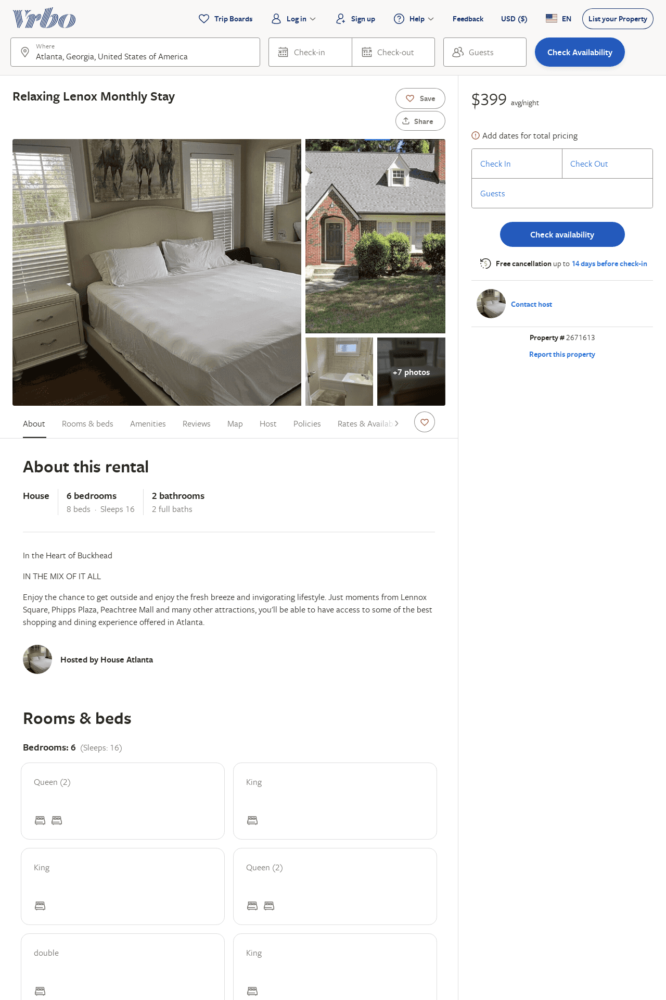 Vrbo
Trip Boards
Log in
Sign up
Help
Feedback
USD ($)
EN
List your Property
Where
Atlanta, Georgia, United States of America
Check-in
Check-out
Guests
Check Availability
Relaxing Lenox Monthly Stay
Save
Share
$399 avg/night
Add dates for total pricing
Check In
Check Out
Guests
Check availability
Free cancellation up to 14 days before check-in
Contact host
Property # 2671613
Report this property
+7 photos
About
Rooms & beds
Amenities
Reviews
Map
Host
Policies
Rates & Availab
About this rental
House
6 bedrooms
8 beds · Sleeps 16
2 bathrooms
2 full baths
In the Heart of Buckhead
IN THE MIX OF IT ALL
Enjoy the chance to get outside and enjoy the fresh breeze and invigorating lifestyle. Just moments from Lennox
Square, Phipps Plaza, Peachtree Mall and many other attractions, you'll be able to have access to some of the best
shopping and dining experience offered in Atlanta.
Hosted by House Atlanta
Rooms & beds
Bedrooms: 6 (Sleeps: 16)
Queen (2)
King
King
Queen (2)
double
King